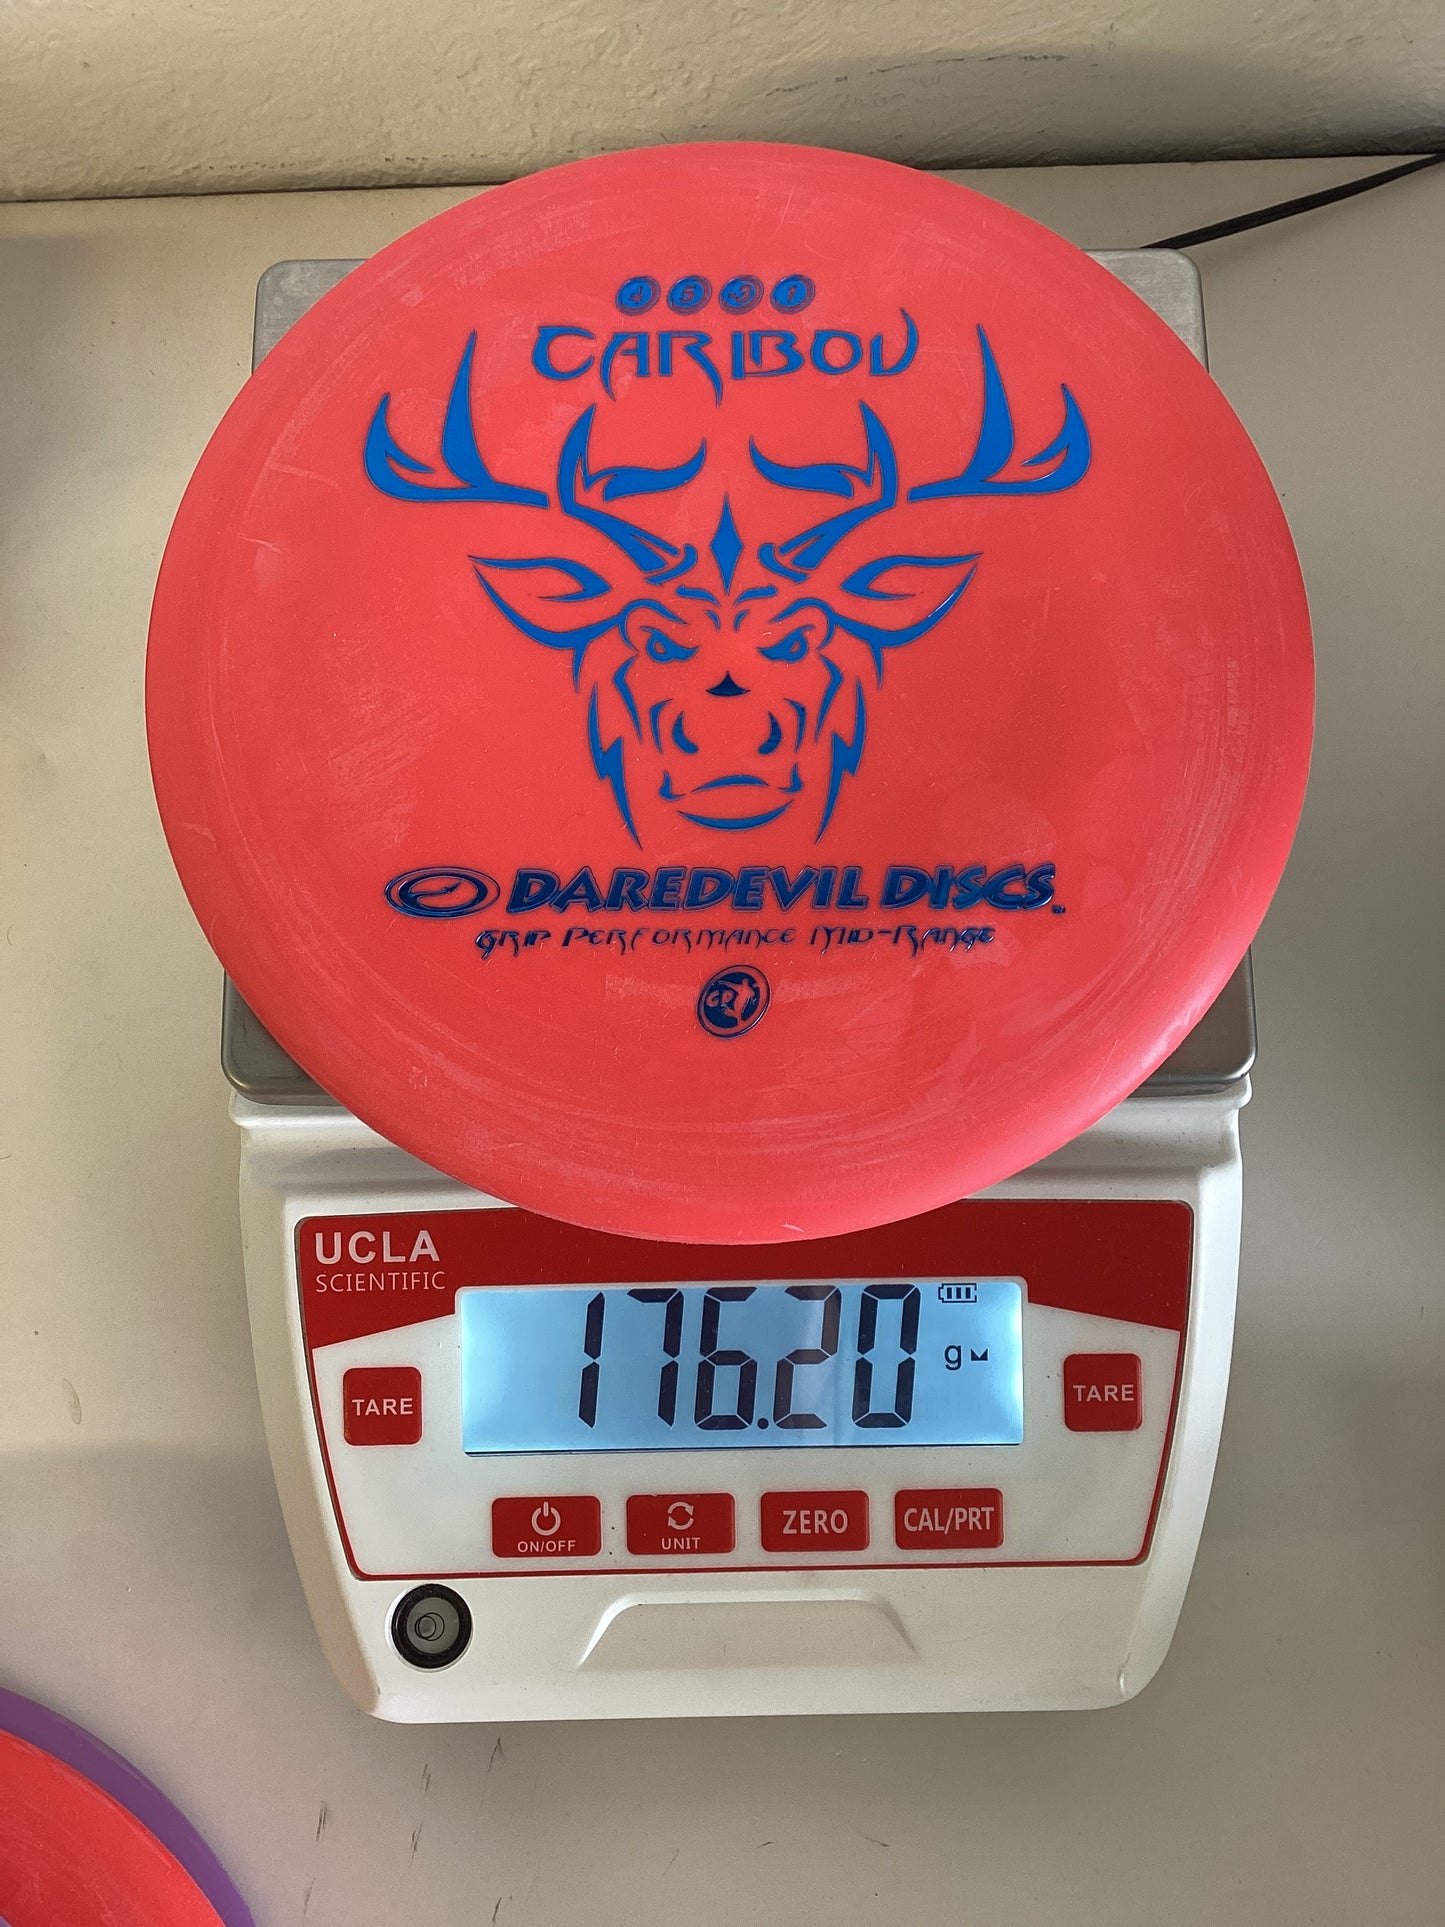 4 5 -3 1
CARIBOU
DAREDEVIL DISCS
GRIP PERFORMANCE MID-RANGE
GP
UCLA
SCIENTIFIC
176.20 g
TARE
TARE
ON/OFF
UNIT
ZERO
CAL/PRT